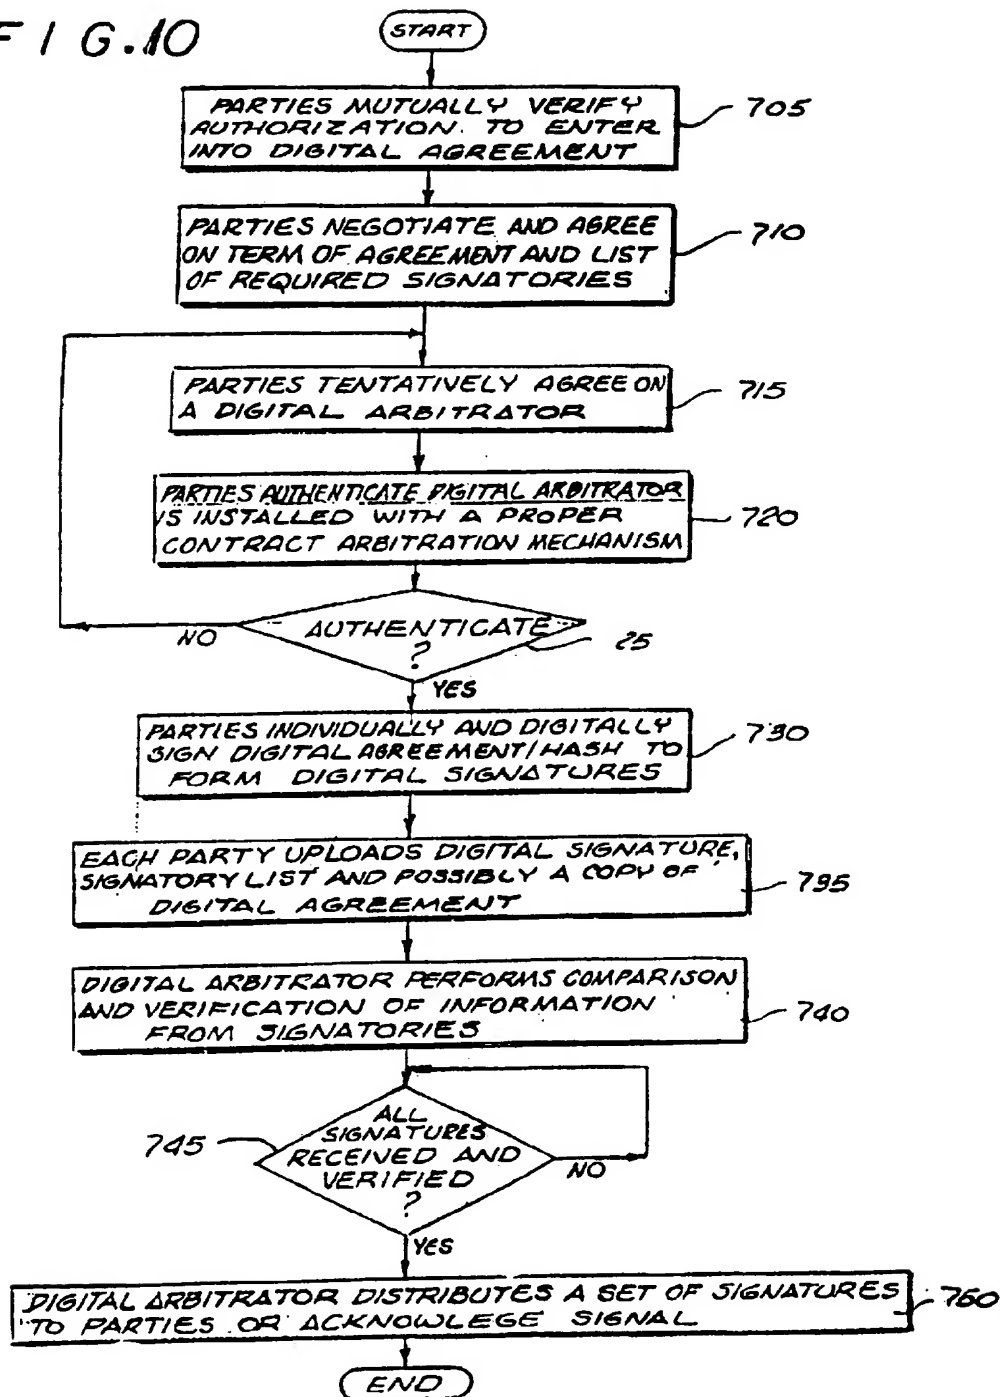 FIG.10
START
PARTIES MUTUALLY VERIFY
AUTHORIZATION. TO ENTER
INTO DIGITAL AGREEMENT
705
PARTIES NEGOTIATE AND AGREE
ON TERM OF AGREEMENT AND LIST
OF REQUIRED SIGNATORIES
710
PARTIES TENTATIVELY AGREE ON
A DIGITAL ARBITRATOR
715
PARTIES AUTHENTICATE DIGITAL ARBITRATOR
IS INSTALLED WITH A PROPER
CONTRACT ARBITRATION MECHANISM
720
AUTHENTICATE
?
25
NO
YES
PARTIES INDIVIDUALLY AND DIGITALLY
SIGN DIGITAL AGREEMENT/HASH TO
FORM DIGITAL SIGNATURES
730
EACH PARTY UPLOADS DIGITAL SIGNATURE,
SIGNATORY LIST AND POSSIBLY A COPY OF
DIGITAL AGREEMENT
735
DIGITAL ARBITRATOR PERFORMS COMPARISON
AND VERIFICATION OF INFORMATION
FROM SIGNATORIES
740
745
ALL
SIGNATURES
RECEIVED AND
VERIFIED
?
NO
YES
DIGITAL ARBITRATOR DISTRIBUTES A SET OF SIGNATURES
TO PARTIES OR ACKNOWLEGE SIGNAL
760
END